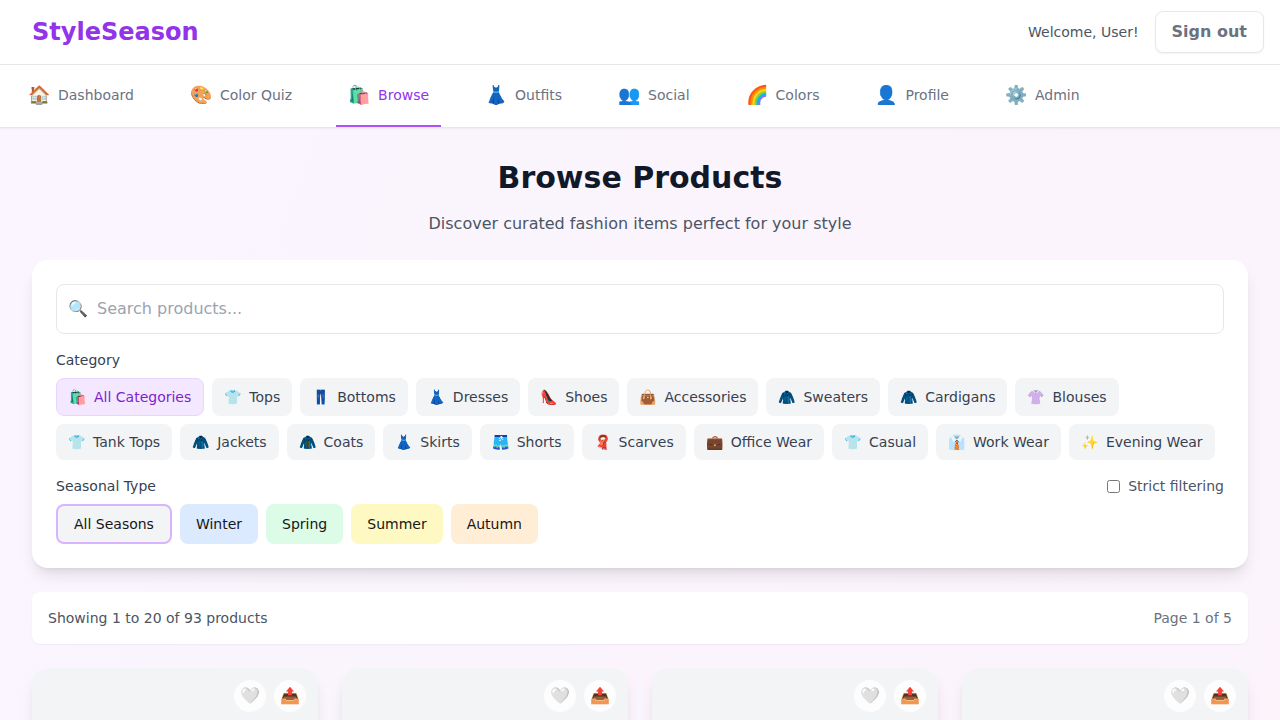 StyleSeason
Welcome, User!
Sign out
Dashboard
Color Quiz
Browse
Outfits
Social
Colors
Profile
Admin
Browse Products
Discover curated fashion items perfect for your style
Search products...
Category
All Categories
Tops
Bottoms
Dresses
Shoes
Accessories
Sweaters
Cardigans
Blouses
Tank Tops
Jackets
Coats
Skirts
Shorts
Scarves
Office Wear
Casual
Work Wear
Evening Wear
Seasonal Type
Strict filtering
All Seasons
Winter
Spring
Summer
Autumn
Showing 1 to 20 of 93 products
Page 1 of 5